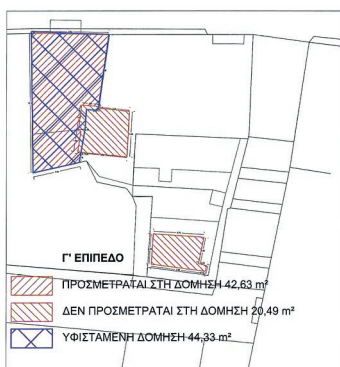 Γ' ΕΠΙΠΕΔΟ
ΠΡΟΣΜΕΤΡΑΤΑΙ ΣΤΗ ΔΟΜΗΣΗ 42,63 m²
ΔΕΝ ΠΡΟΣΜΕΤΡΑΤΑΙ ΣΤΗ ΔΟΜΗΣΗ 20,49 m²
ΥΦΙΣΤΑΜΕΝΗ ΔΟΜΗΣΗ 44,33 m²